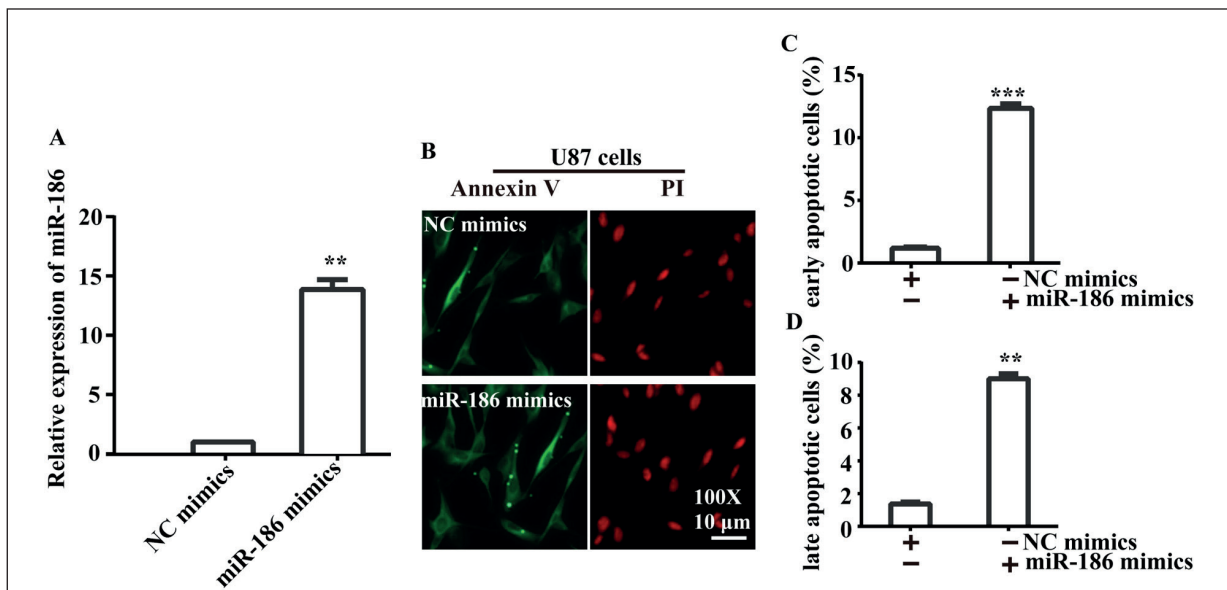 A
Relative expression of miR-186
20
15
10
5
0
**
NC mimics
miR-186 mimics
B
U87 cells
Annexin V PI
NC mimics
miR-186 mimics
100X
10 µm
C
early apoptotic cells (%)
15
10
5
0
***
+ − NC mimics
− + miR-186 mimics
D
late apoptotic cells (%)
10
8
6
4
2
0
**
+ − NC mimics
− + miR-186 mimics